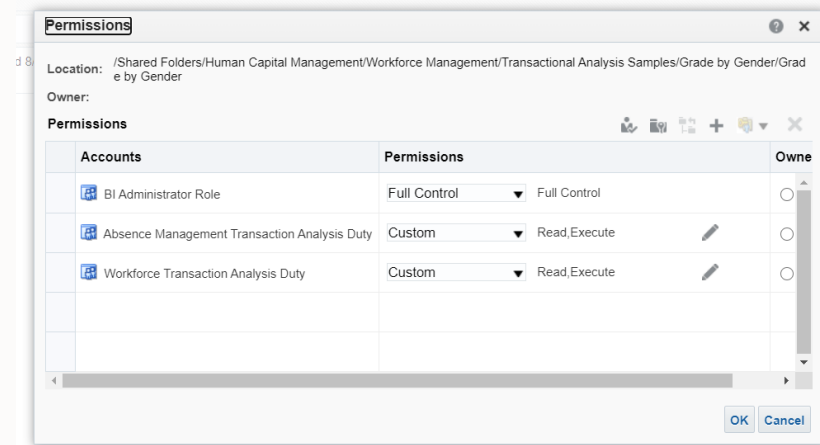 Permissions
d 8/
Location: /Shared Folders/Human Capital Management/Workforce Management/Transactional Analysis Samples/Grade by Gender/Grad
e by Gender
Owner:
Permissions
Accounts Permissions Owne
BI Administrator Role Full Control Full Control
Absence Management Transaction Analysis Duty Custom Read,Execute
Workforce Transaction Analysis Duty Custom Read,Execute
OK Cancel